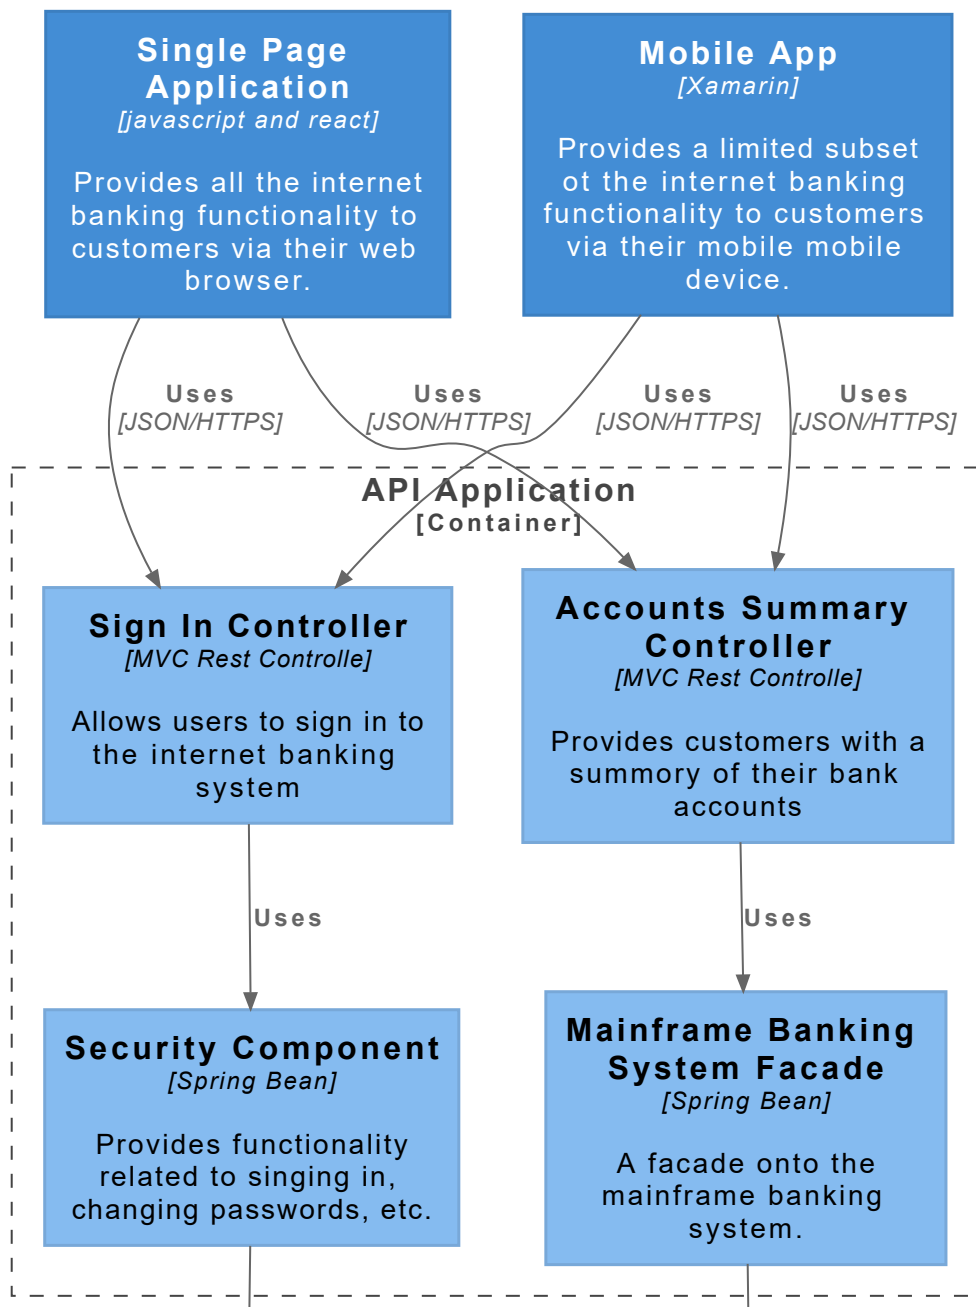 Single Page
Application
[javascript and react]
Provides all the internet
banking functionality to
customers via their web
browser.
Mobile App
[Xamarin]
Provides a limited subset
ot the internet banking
functionality to customers
via their mobile mobile
device.
Uses
[JSON/HTTPS]
Uses
[JSON/HTTPS]
Uses
[JSON/HTTPS]
Uses
[JSON/HTTPS]
API Application
[Container]
Sign In Controller
[MVC Rest Controlle]
Allows users to sign in to
the internet banking
system
Accounts Summary
Controller
[MVC Rest Controlle]
Provides customers with a
summory of their bank
accounts
Uses
Uses
Security Component
[Spring Bean]
Provides functionality
related to singing in,
changing passwords, etc.
Mainframe Banking
System Facade
[Spring Bean]
A facade onto the
mainframe banking
system.